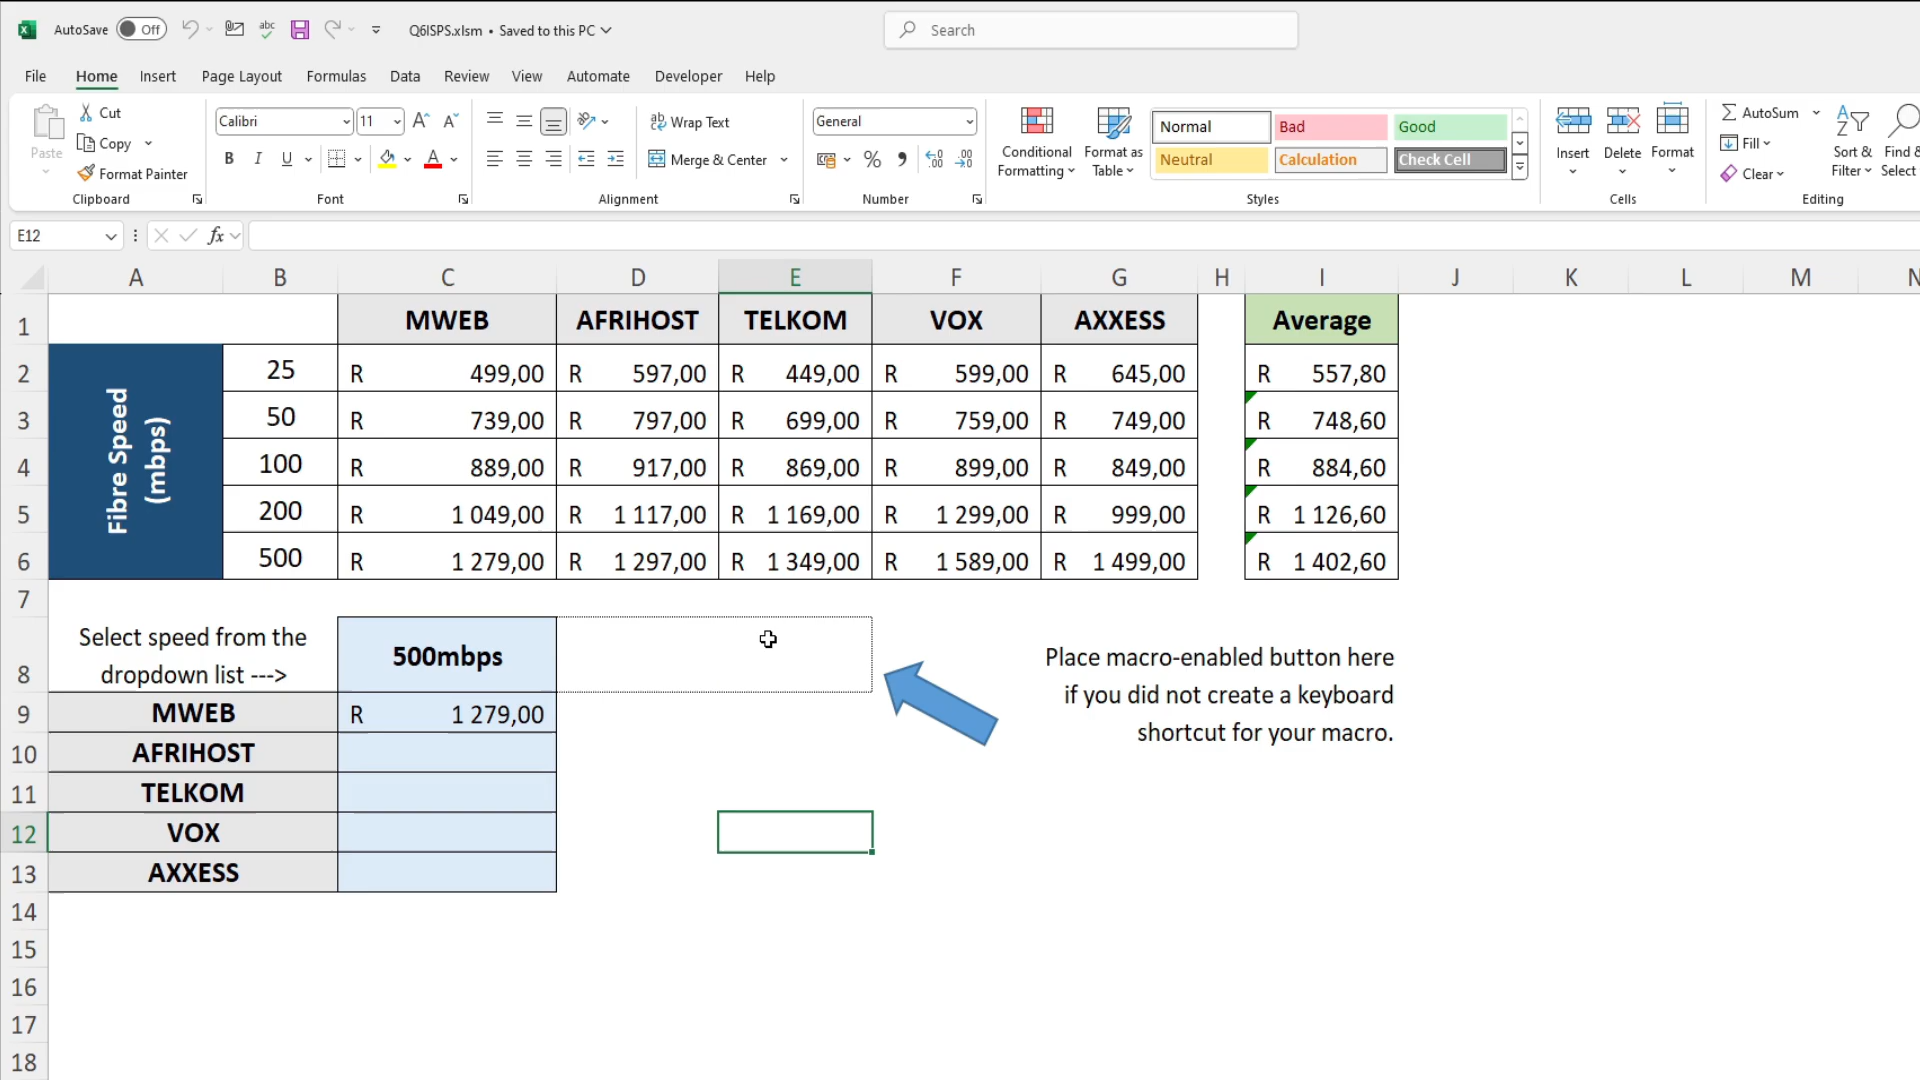 AutoSave Off Q6ISPS.xlsm • Saved to this PC Search
File Home Insert Page Layout Formulas Data Review View Automate Developer Help
Paste Cut Copy Format Painter
Clipboard
Calibri 11
B I U A A
Font
Wrap Text
Merge & Center
Alignment
General
%
Number
Conditional Formatting
Format as Table
Normal Bad Good
Neutral Calculation Check Cell
Styles
Insert Delete Format
Cells
AutoSum
Fill
Clear
Sort & Filter
Find & Select
Editing
E12 fx
A B C D E F G H I J K L M N
1 MWEB AFRIHOST TELKOM VOX AXXESS Average
Fibre Speed
(mbps)
2 25 R 499,00 R 597,00 R 449,00 R 599,00 R 645,00 R 557,80
3 50 R 739,00 R 797,00 R 699,00 R 759,00 R 749,00 R 748,60
4 100 R 889,00 R 917,00 R 869,00 R 899,00 R 849,00 R 884,60
5 200 R 1 049,00 R 1 117,00 R 1 169,00 R 1 299,00 R 999,00 R 1 126,60
6 500 R 1 279,00 R 1 297,00 R 1 349,00 R 1 589,00 R 1 499,00 R 1 402,60
7
Select speed from the
8 dropdown list ---> 500mbps
Place macro-enabled button here
if you did not create a keyboard
shortcut for your macro.
9 MWEB R 1 279,00
10 AFRIHOST
11 TELKOM
12 VOX
13 AXXESS
14
15
16
17
18